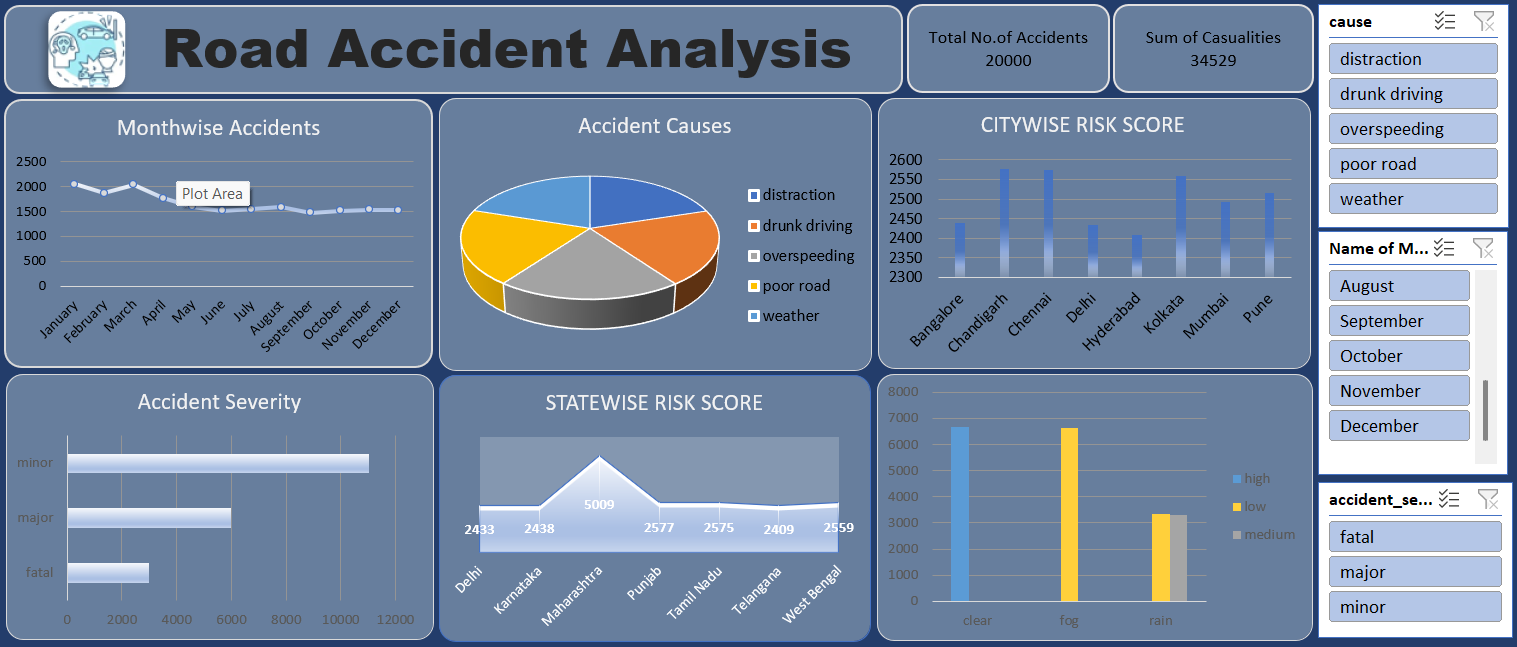 Road Accident Analysis
Total No.of Accidents
20000
Sum of Casualities
34529
cause
distraction
drunk driving
overspeeding
poor road
weather
Monthwise Accidents
2500
2000
1500
1000
500
0
Plot Area
January
February
March
April
May
June
July
August
September
October
November
December
Accident Causes
distraction
drunk driving
overspeeding
poor road
weather
CITYWISE RISK SCORE
2600
2550
2500
2450
2400
2350
2300
Bangalore
Chandigarh
Chennai
Delhi
Hyderabad
Kolkata
Mumbai
Pune
Name of M...
August
September
October
November
December
Accident Severity
minor
major
fatal
0 2000 4000 6000 8000 10000 12000
STATEWISE RISK SCORE
2433 2438 5009 2577 2575 2409 2559
Delhi
Karnataka
Maharashtra
Punjab
Tamil Nadu
Telangana
West Bengal
8000
7000
6000
5000
4000
3000
2000
1000
0
clear fog rain
high
low
medium
accident_se...
fatal
major
minor